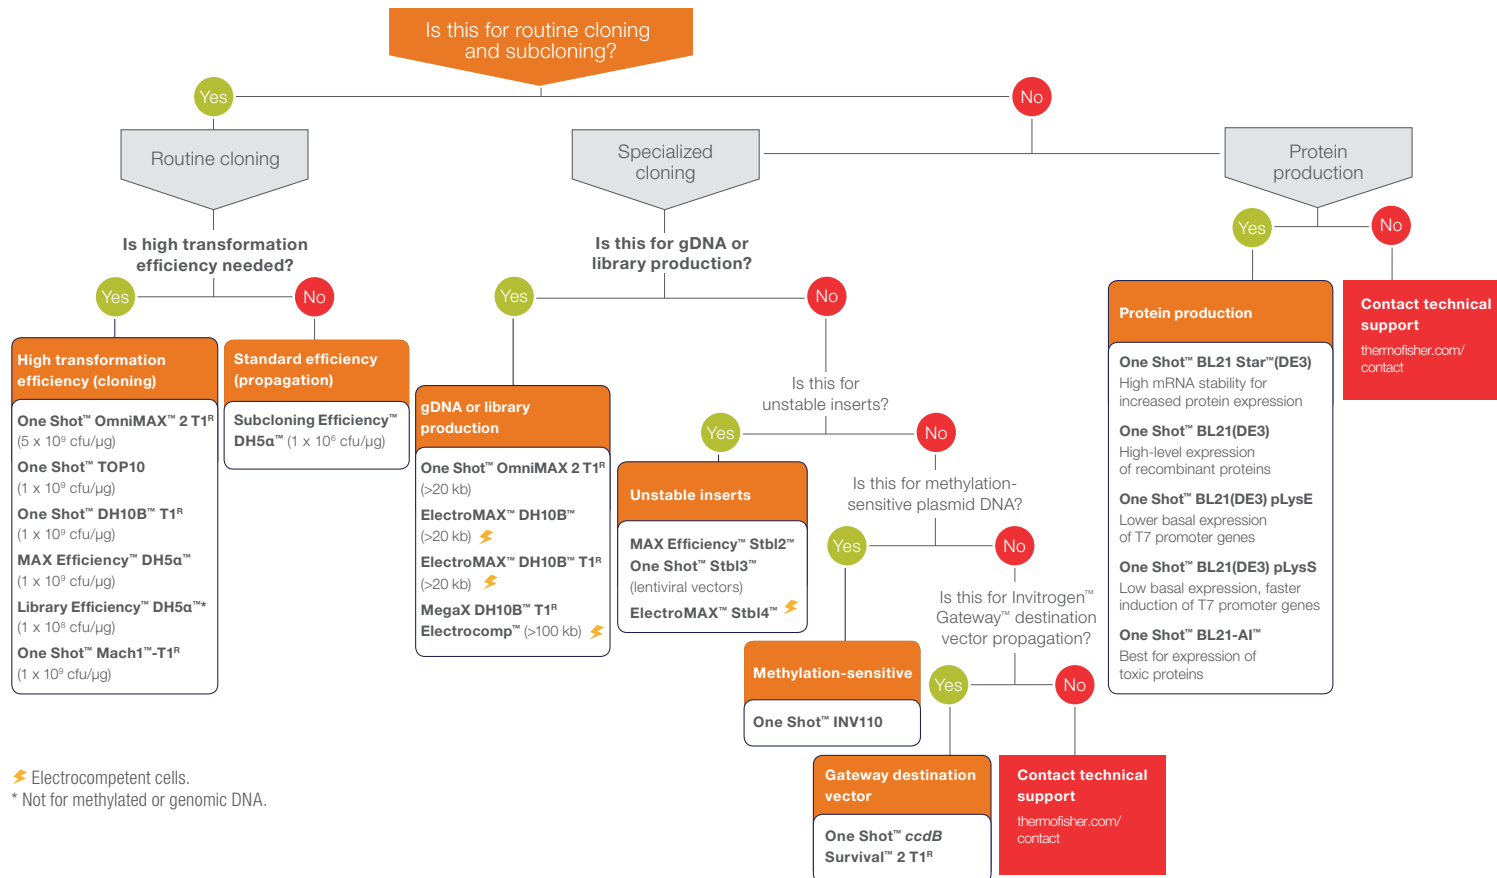 Is this for routine cloning
and subcloning?
Yes
No
Routine cloning
Specialized
cloning
Protein
production
Is high transformation
efficiency needed?
Is this for gDNA or
library production?
Yes
No
Yes
No
Yes
No
High transformation
efficiency (cloning)
One Shot™ OmniMAX™ 2 T1ᴿ
(5 x 10⁹ cfu/µg)
One Shot™ TOP10
(1 x 10⁹ cfu/µg)
One Shot™ DH10B™ T1ᴿ
(1 x 10⁹ cfu/µg)
MAX Efficiency™ DH5α™
(1 x 10⁹ cfu/µg)
Library Efficiency™ DH5α™*
(1 x 10⁸ cfu/µg)
One Shot™ Mach1™-T1ᴿ
(1 x 10⁹ cfu/µg)
Standard efficiency
(propagation)
Subcloning Efficiency™
DH5α™ (1 x 10⁶ cfu/µg)
gDNA or library
production
One Shot™ OmniMAX 2 T1ᴿ
(>20 kb)
ElectroMAX™ DH10B™
(>20 kb)
ElectroMAX™ DH10B™ T1ᴿ
(>20 kb)
MegaX DH10B™ T1ᴿ
Electrocomp™ (>100 kb)
Is this for
unstable inserts?
Yes
No
Unstable inserts
MAX Efficiency™ Stbl2™
One Shot™ Stbl3™
(lentiviral vectors)
ElectroMAX™ Stbl4™
Is this for methylation-
sensitive plasmid DNA?
Yes
No
Methylation-sensitive
One Shot™ INV110
Is this for Invitrogen™
Gateway™ destination
vector propagation?
Yes
No
Gateway destination
vector
One Shot™ ccdB
Survival™ 2 T1ᴿ
Contact technical
support
thermofisher.com/
contact
Protein production
One Shot™ BL21 Star™(DE3)
High mRNA stability for
increased protein expression
One Shot™ BL21(DE3)
High-level expression
of recombinant proteins
One Shot™ BL21(DE3) pLysE
Lower basal expression
of T7 promoter genes
One Shot™ BL21(DE3) pLysS
Low basal expression, faster
induction of T7 promoter genes
One Shot™ BL21-AI™
Best for expression of
toxic proteins
Contact technical
support
thermofisher.com/
contact
Electrocompetent cells.
* Not for methylated or genomic DNA.